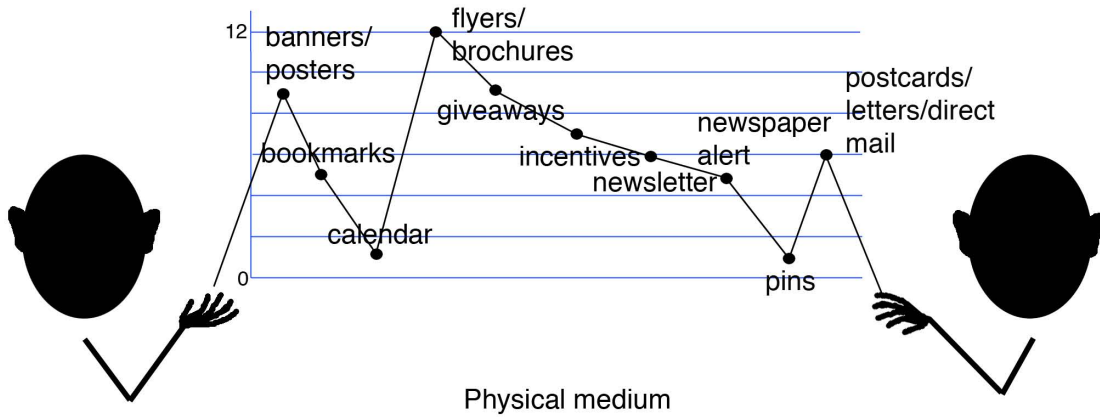 12
banners/
posters
flyers/
brochures
giveaways
bookmarks
calendar
incentives
newsletter
newspaper
alert
postcards/
letters/direct
mail
pins
0
Physical medium